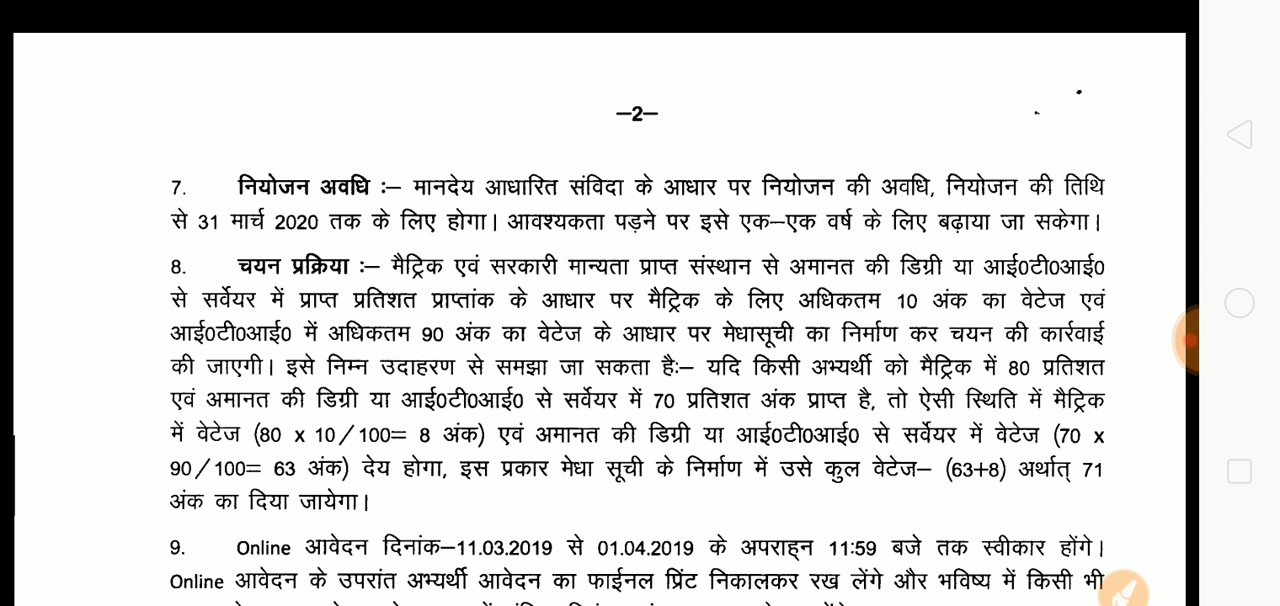 –2–
7. नियोजन अवधि :– मानदेय आधारित संविदा के आधार पर नियोजन की अवधि, नियोजन की तिथि
से 31 मार्च 2020 तक के लिए होगा। आवश्यकता पड़ने पर इसे एक–एक वर्ष के लिए बढ़ाया जा सकेगा।
8. चयन प्रक्रिया :– मैट्रिक एवं सरकारी मान्यता प्राप्त संस्थान से अमानत की डिग्री या आई0टी0आई0
से सर्वेयर में प्राप्त प्रतिशत प्राप्तांक के आधार पर मैट्रिक के लिए अधिकतम 10 अंक का वेटेज एवं
आई0टी0आई0 में अधिकतम 90 अंक का वेटेज के आधार पर मेधासूची का निर्माण कर चयन की कार्रवाई
की जाएगी। इसे निम्न उदाहरण से समझा जा सकता है:– यदि किसी अभ्यर्थी को मैट्रिक में 80 प्रतिशत
एवं अमानत की डिग्री या आई0टी0आई0 से सर्वेयर में 70 प्रतिशत अंक प्राप्त है, तो ऐसी स्थिति में मैट्रिक
में वेटेज (80 x 10/100= 8 अंक) एवं अमानत की डिग्री या आई0टी0आई0 से सर्वेयर में वेटेज (70 x
90/100= 63 अंक) देय होगा, इस प्रकार मेधा सूची के निर्माण में उसे कुल वेटेज– (63+8) अर्थात् 71
अंक का दिया जायेगा।
9. Online आवेदन दिनांक–11.03.2019 से 01.04.2019 के अपराह्न 11:59 बजे तक स्वीकार होंगे।
Online आवेदन के उपरांत अभ्यर्थी आवेदन का फाईनल प्रिंट निकालकर रख लेंगे और भविष्य में किसी भी